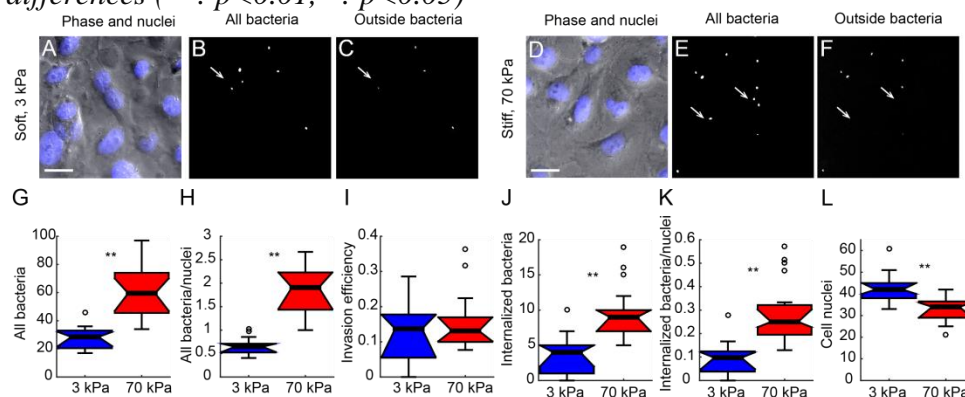 differences (**: p<0.01, *: p<0.05)
Phase and nuclei All bacteria Outside bacteria Phase and nuclei All bacteria Outside bacteria
Soft, 3 kPa
A B C
Stiff, 70 kPa
D E F
G
All bacteria
100
80
60
40
20
0
**
3 kPa 70 kPa
H
All bacteria/nuclei
3
2.5
2
1.5
1
0.5
0
**
3 kPa 70 kPa
I
Invasion efficiency
0.4
0.3
0.2
0.1
0
3 kPa 70 kPa
J
Internalized bacteria
20
15
10
5
0
**
3 kPa 70 kPa
K
Internalized bacteria/nuclei
0.6
0.5
0.4
0.3
0.2
0.1
0
**
3 kPa 70 kPa
L
Cell nuclei
60
50
40
30
20
10
0
**
3 kPa 70 kPa